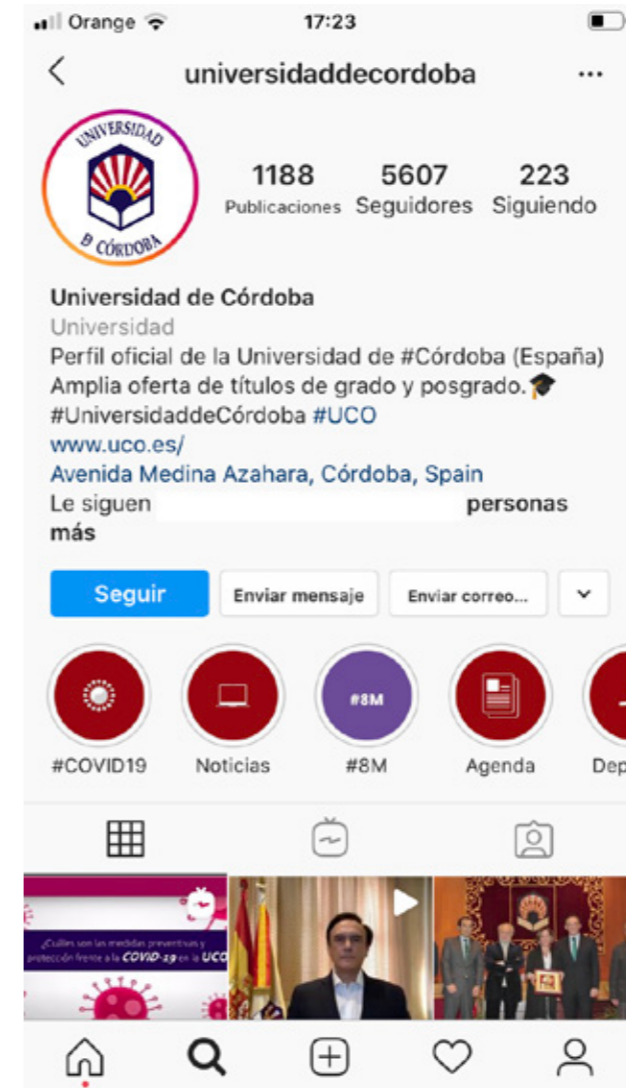 Orange 17:23
universidaddecordoba ...
UNIVERSIDAD
D CÓRDOBA
1188 5607 223
Publicaciones Seguidores Siguiendo
Universidad de Córdoba
Universidad
Perfil oficial de la Universidad de #Córdoba (España)
Amplia oferta de títulos de grado y posgrado.🎓
#UniversidaddeCórdoba #UCO
www.uco.es/
Avenida Medina Azahara, Córdoba, Spain
Le siguen personas
más
Seguir Enviar mensaje Enviar correo...
#8M
#COVID19 Noticias #8M Agenda Dep
¿Cuáles son las medidas preventivas y
protección frente a la COVID-19 en la UCO